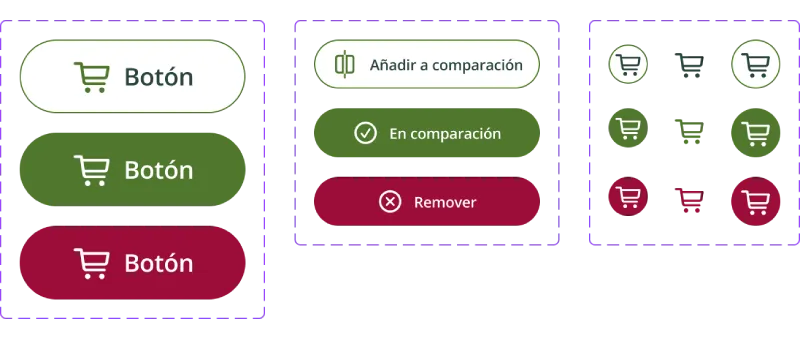 Botón
Botón
Botón
Añadir a comparación
En comparación
Remover